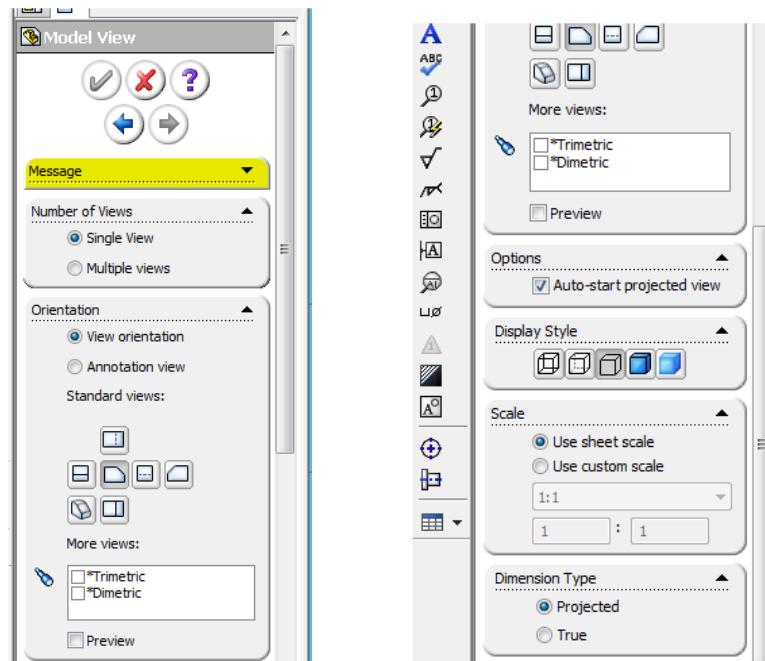 Model View
?
Message
Number of Views
Single View
Multiple views
Orientation
View orientation
Annotation view
Standard views:
More views:
*Trimetric
*Dimetric
Preview
A
ABC
1
A
A
More views:
*Trimetric
*Dimetric
Preview
Options
Auto-start projected view
Display Style
Scale
Use sheet scale
Use custom scale
1:1
1 : 1
Dimension Type
Projected
True